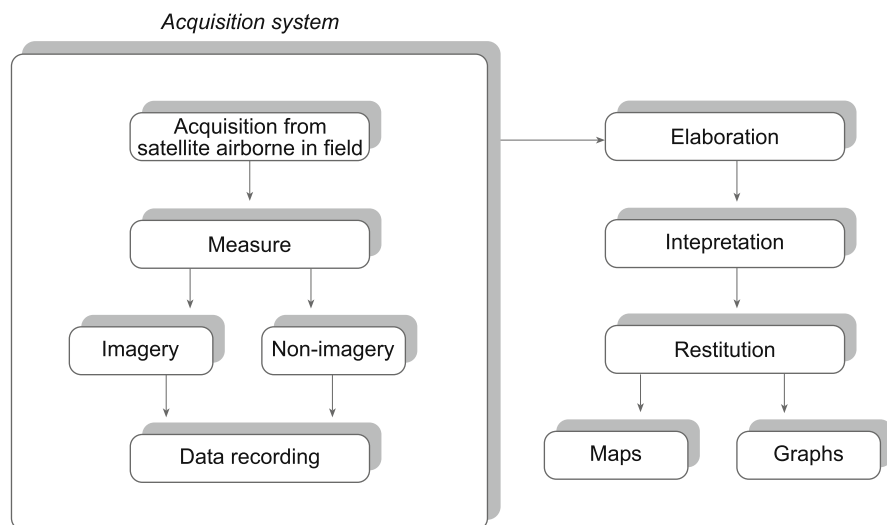 Acquisition system
Acquisition from
satellite airborne in field
Measure
Imagery
Non-imagery
Data recording
Elaboration
Intepretation
Restitution
Maps
Graphs